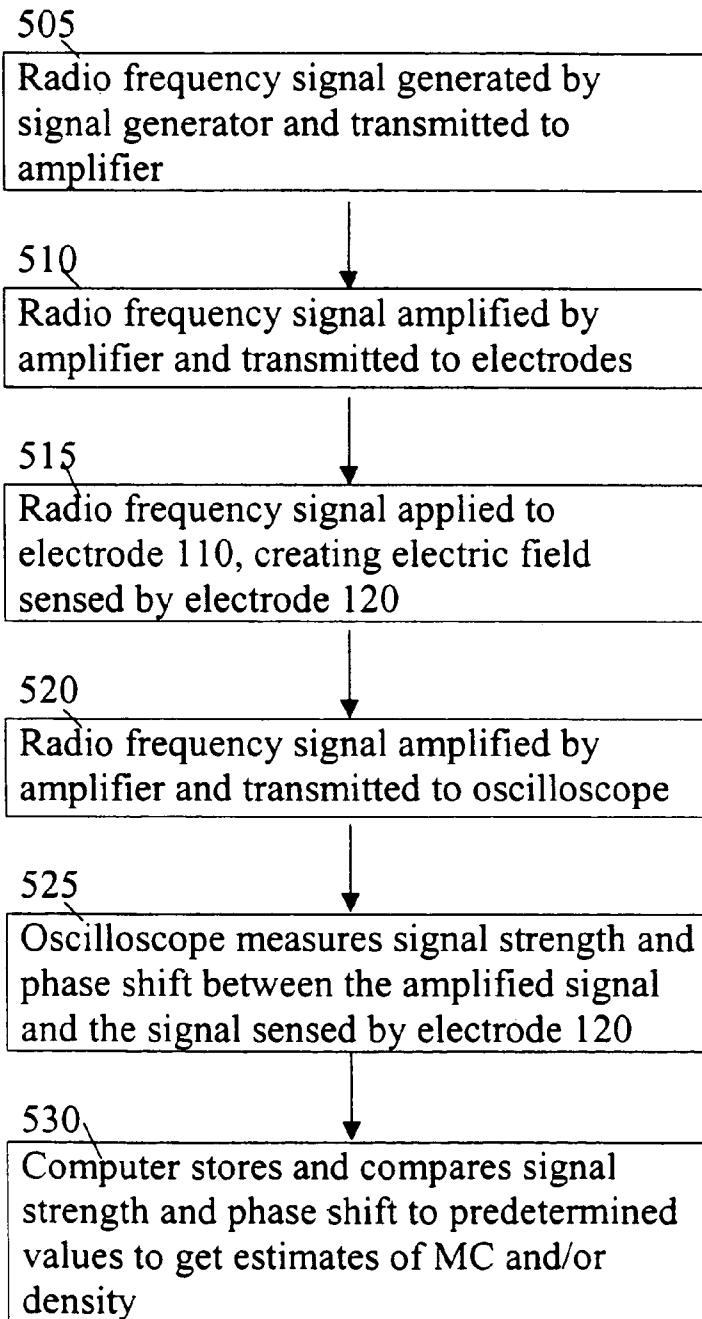 505
Radio frequency signal generated by
signal generator and transmitted to
amplifier
510
Radio frequency signal amplified by
amplifier and transmitted to electrodes
515
Radio frequency signal applied to
electrode 110, creating electric field
sensed by electrode 120
520
Radio frequency signal amplified by
amplifier and transmitted to oscilloscope
525
Oscilloscope measures signal strength and
phase shift between the amplified signal
and the signal sensed by electrode 120
530
Computer stores and compares signal
strength and phase shift to predetermined
values to get estimates of MC and/or
density